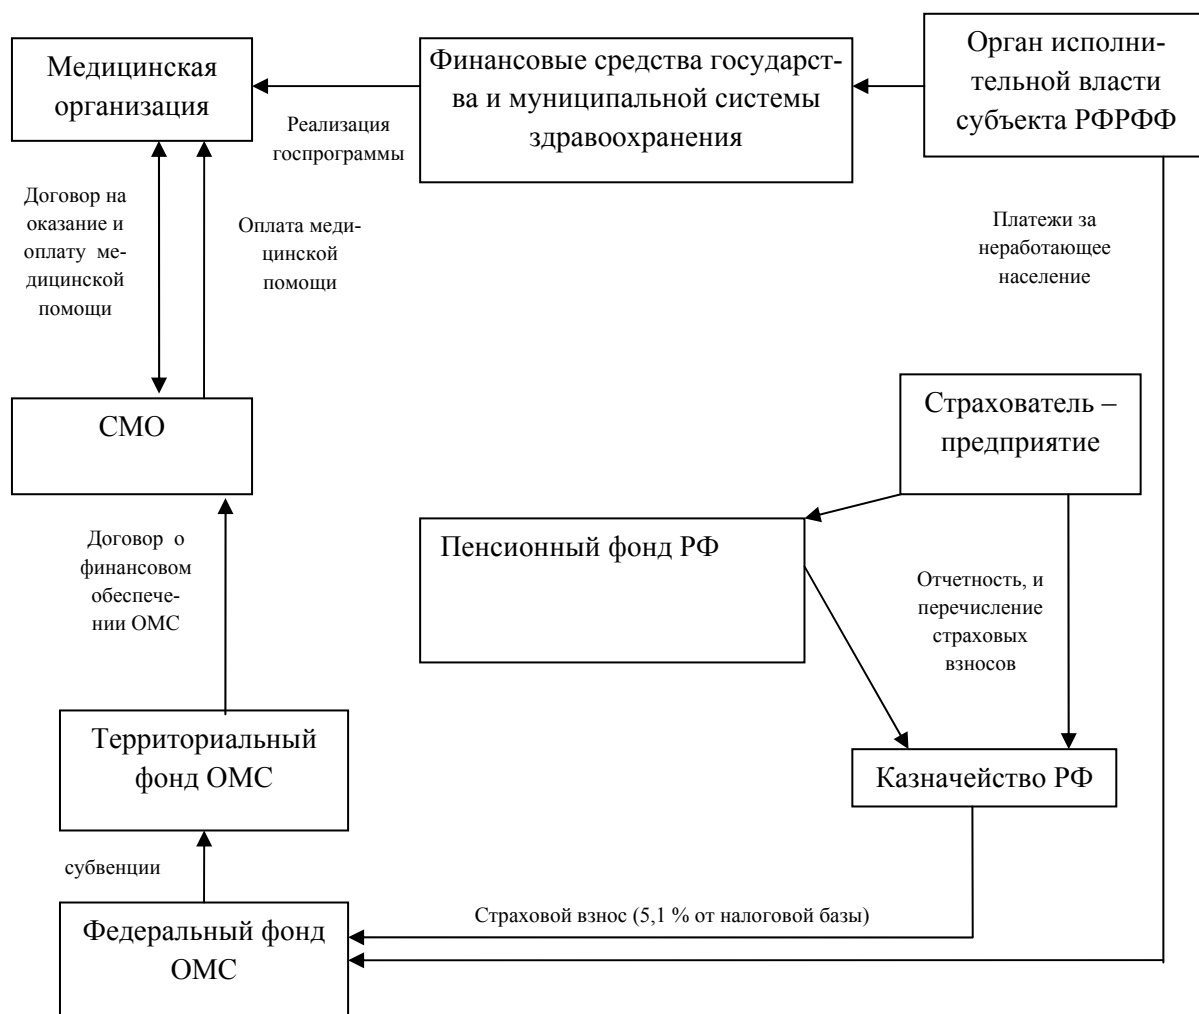 Медицинская
организация
Финансовые средства государст-
ва и муниципальной системы
здравоохранения
Орган исполни-
тельной власти
субъекта РФРФФ
Реализация
госпрограммы
Договор на
оказание и
оплату ме-
дицинской
помощи
Оплата меди-
цинской
помощи
Платежи за
неработающее
население
СМО
Страхователь –
предприятие
Пенсионный фонд РФ
Договор о
финансовом
обеспече-
нии ОМС
Отчетность, и
перечисление
страховых
взносов
Территориальный
фонд ОМС
Казначейство РФ
субвенции
Страховой взнос (5,1 % от налоговой базы)
Федеральный фонд
ОМС